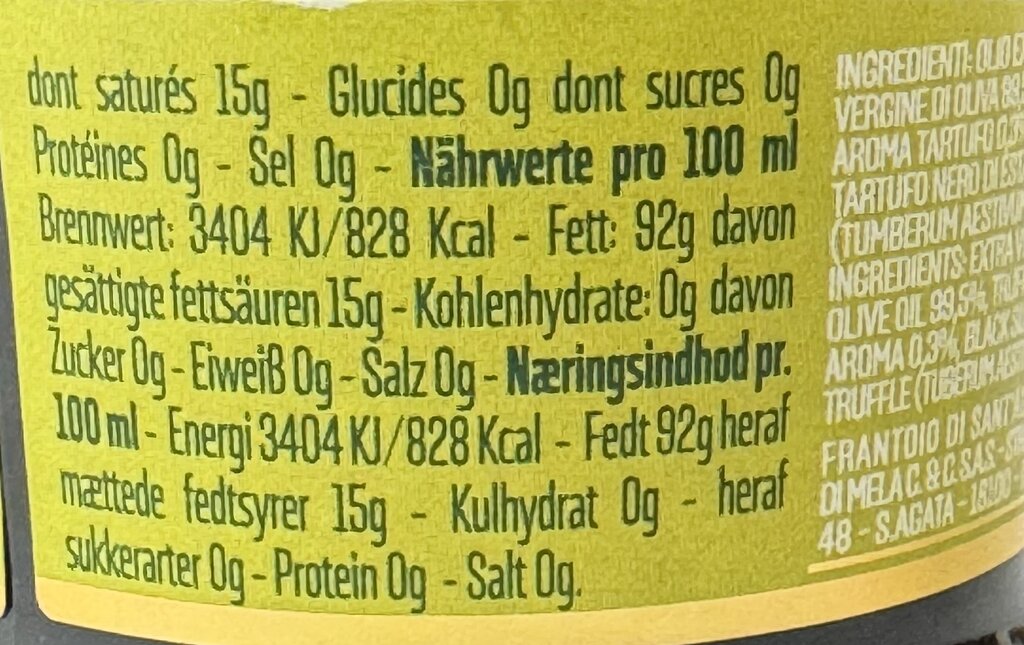 dont saturés 15g - Glucides 0g dont sucres 0g
Protéines 0g - Sel 0g - Nährwerte pro 100 ml
Brennwert: 3404 KJ/828 Kcal - Fett: 92g davon
gesättigte fettsäuren 15g - Kohlenhydrate: 0g davon
Zucker 0g - Eiweiß 0g - Salz 0g - Næringsindhod pr.
100 ml - Energi 3404 KJ/828 Kcal - Fedt 92g heraf
mættede fedtsyrer 15g - Kulhydrat 0g - heraf
sukkerarter 0g - Protein 0g - Salt 0g.
INGREDIENTI: OLIO
VERGINE DI OLIVA
AROMA TARTUFO
TARTUFO NERO DI
(TUMBERUM
INGREDIENTS: EXTRA
OLIVE OIL 99,5%,
AROMA 0,3%, BLACK
TRUFFLE (TUBERUM
FRANTOIO DI SANT'
DI MELA C. & C. S.A.S -
48 - S.AGATA -